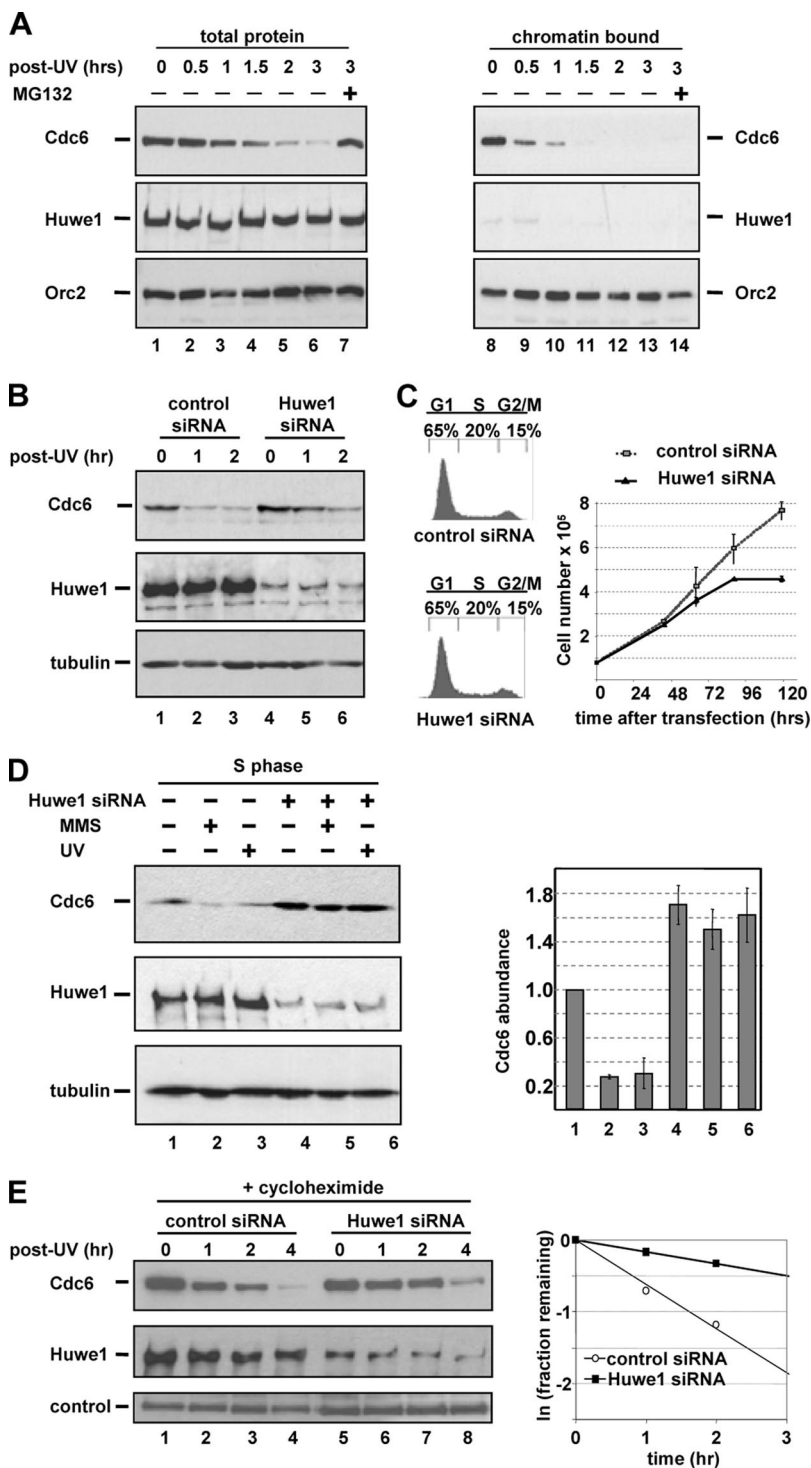 A
total protein
chromatin bound
post-UV (hrs) 0 0.5 1 1.5 2 3 3
0 0.5 1 1.5 2 3 3
MG132 – – – – – – +
– – – – – – +
Cdc6
Cdc6
Huwe1
Huwe1
Orc2
Orc2
1 2 3 4 5 6 7
8 9 10 11 12 13 14
B
control siRNA
Huwe1 siRNA
post-UV (hr) 0 1 2 0 1 2
Cdc6
Huwe1
tubulin
1 2 3 4 5 6
C
G1 S G2/M
65% 20% 15%
control siRNA
G1 S G2/M
65% 20% 15%
Huwe1 siRNA
control siRNA
Huwe1 siRNA
Cell number x 10⁵
8
6
4
2
0 24 48 72 96 120
time after transfection (hrs)
D
S phase
Huwe1 siRNA – – – + + +
MMS – + – – + –
UV – – + – – +
Cdc6
Huwe1
tubulin
1 2 3 4 5 6
Cdc6 abundance
1.8
1.4
1.0
0.6
0.2
1 2 3 4 5 6
E
+ cycloheximide
control siRNA Huwe1 siRNA
post-UV (hr) 0 1 2 4 0 1 2 4
Cdc6
Huwe1
control
1 2 3 4 5 6 7 8
ln (fraction remaining)
0
-1
-2
control siRNA
Huwe1 siRNA
0 1 2 3
time (hr)